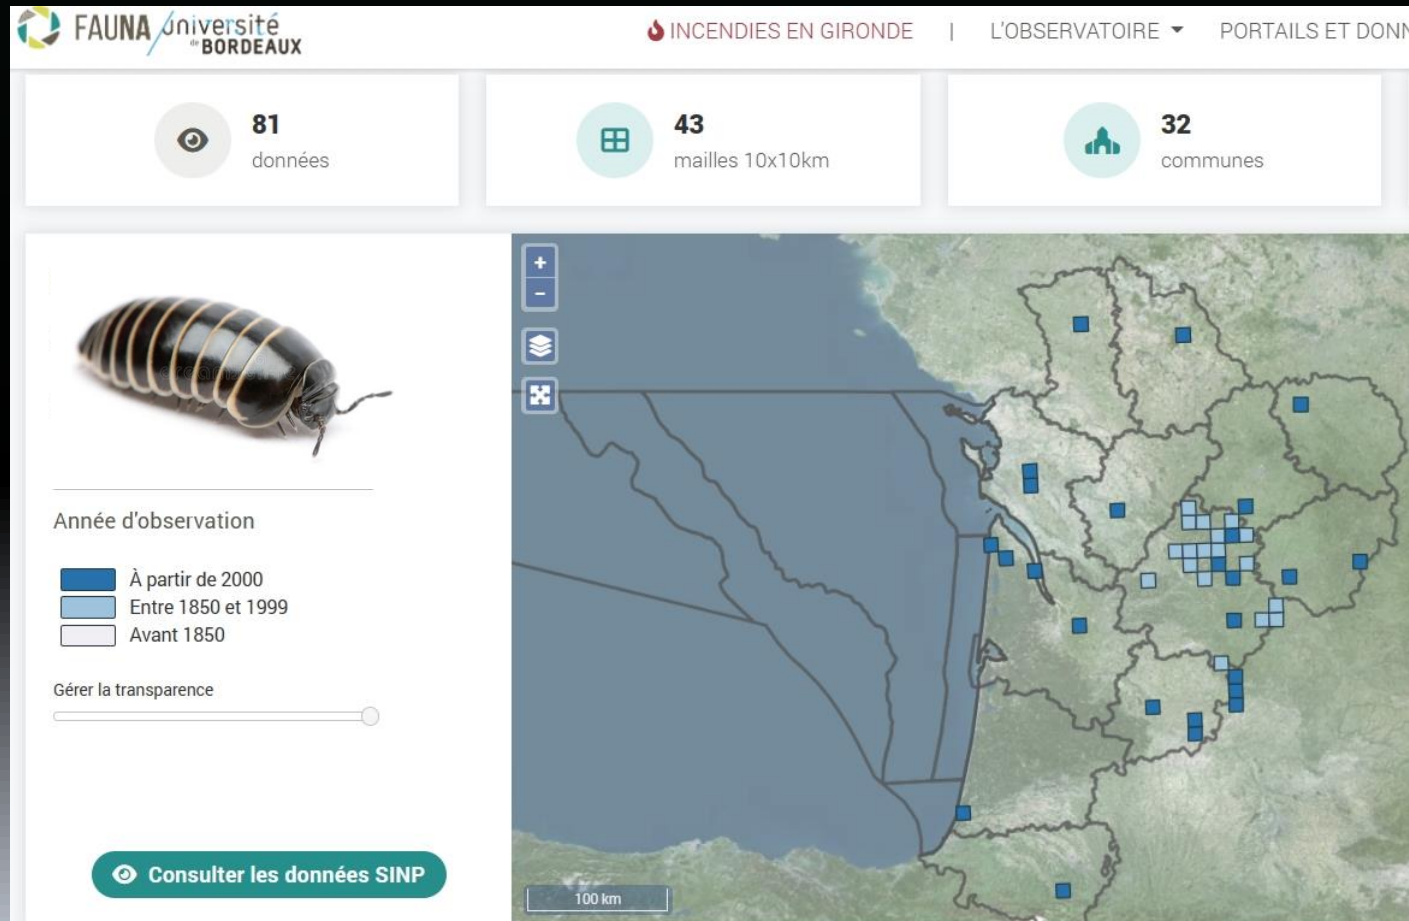 FAUNA université
de BORDEAUX
INCENDIES EN GIRONDE | L'OBSERVATOIRE PORTAILS ET DONN
81
données
43
mailles 10x10km
32
communes
+
−
Année d'observation
À partir de 2000
Entre 1850 et 1999
Avant 1850
Gérer la transparence
Consulter les données SINP
100 km